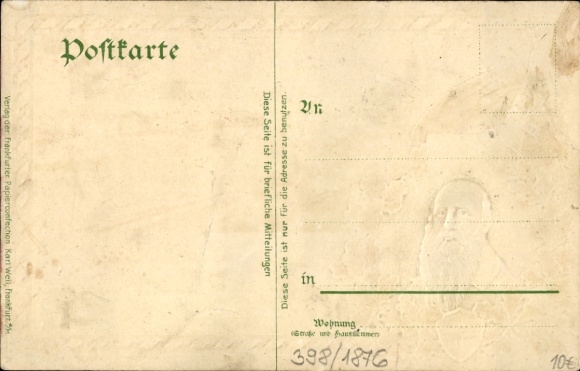 Postkarte
Verlag der Frankfurter Papierconfection Karl Weil, Frankfurt a/M.
Diese Seite ist für briefliche Mitteilungen
Diese Seite ist nur für die Adresse zu benutzen.
An
in
Wohnung
(Straße und Hausnummer)
398/1876
10€